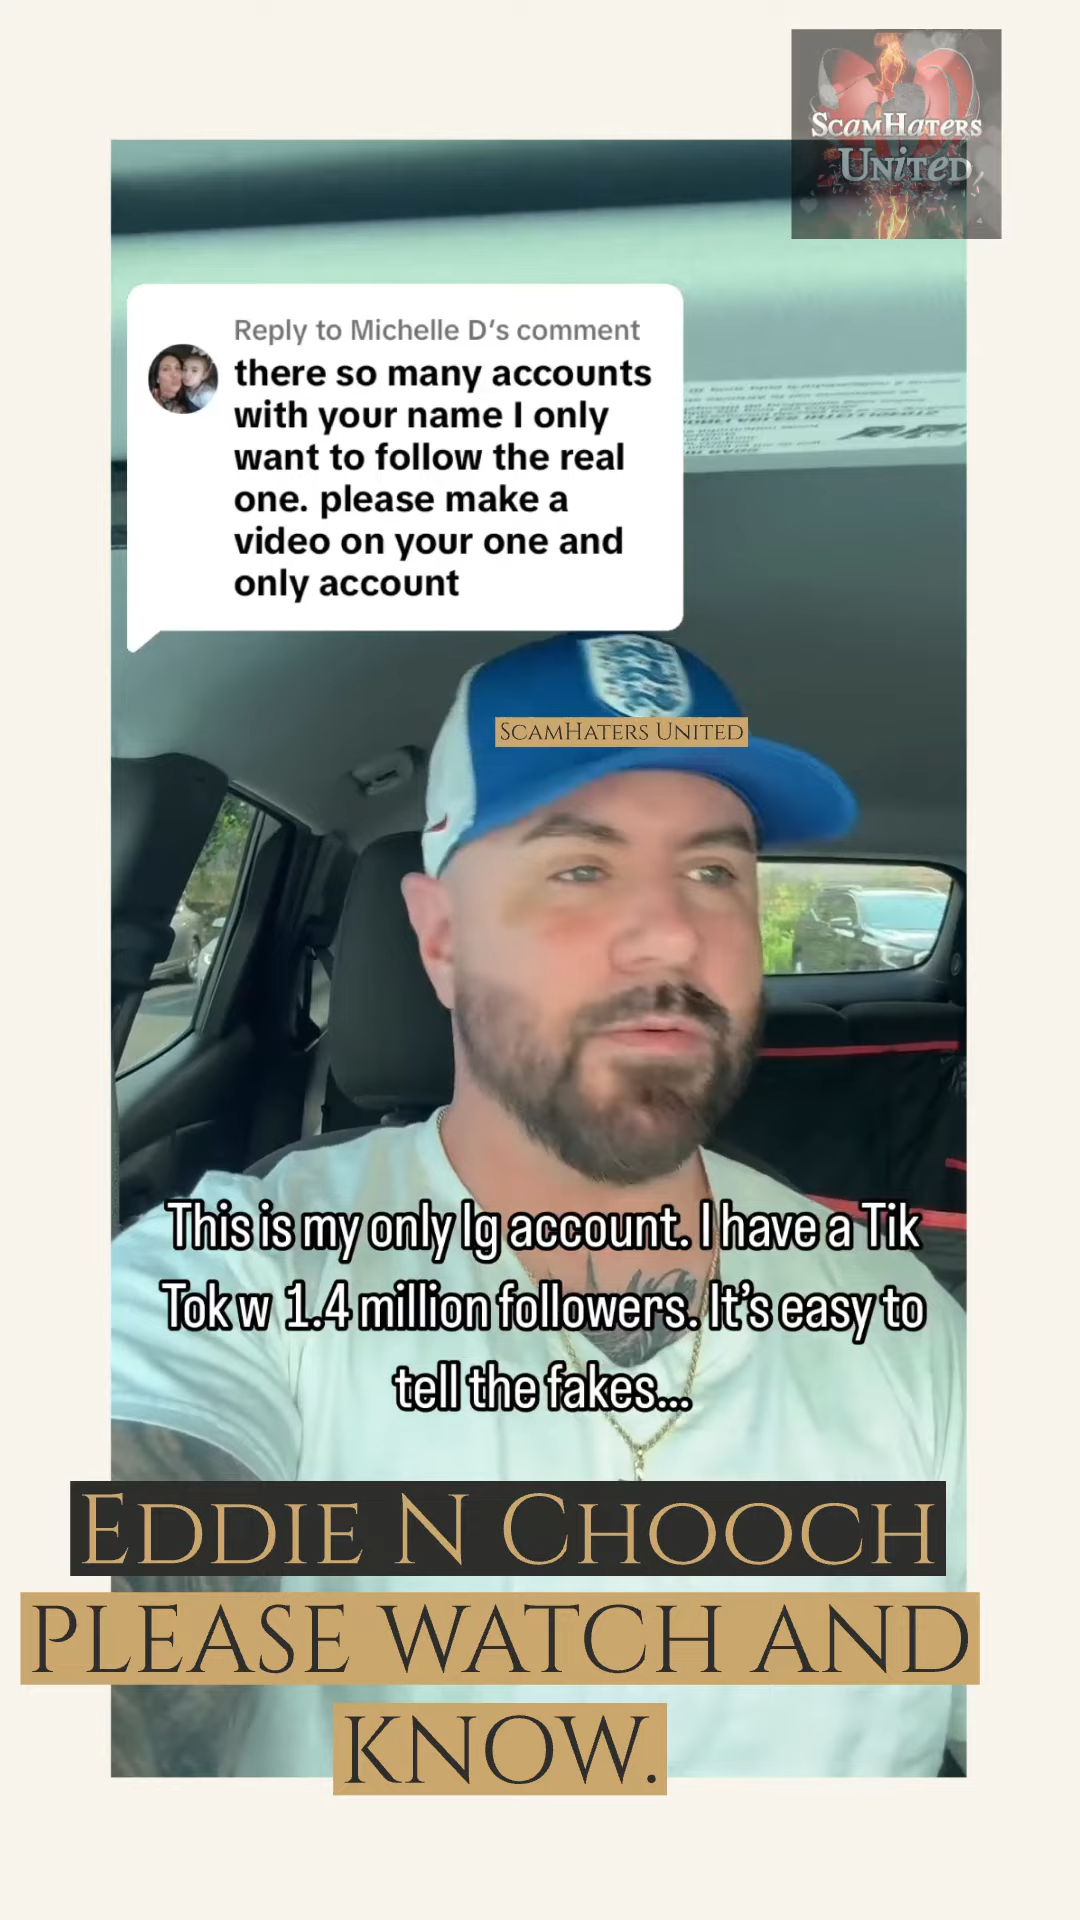 ScamHaters
United
Reply to Michelle D's comment
there so many accounts
with your name I only
want to follow the real
one. please make a
video on your one and
only account
ScamHaters United
This is my only Ig account. I have a Tik
Tok w 1.4 million followers. It's easy to
tell the fakes...
Eddie N Chooch
please watch and
know.